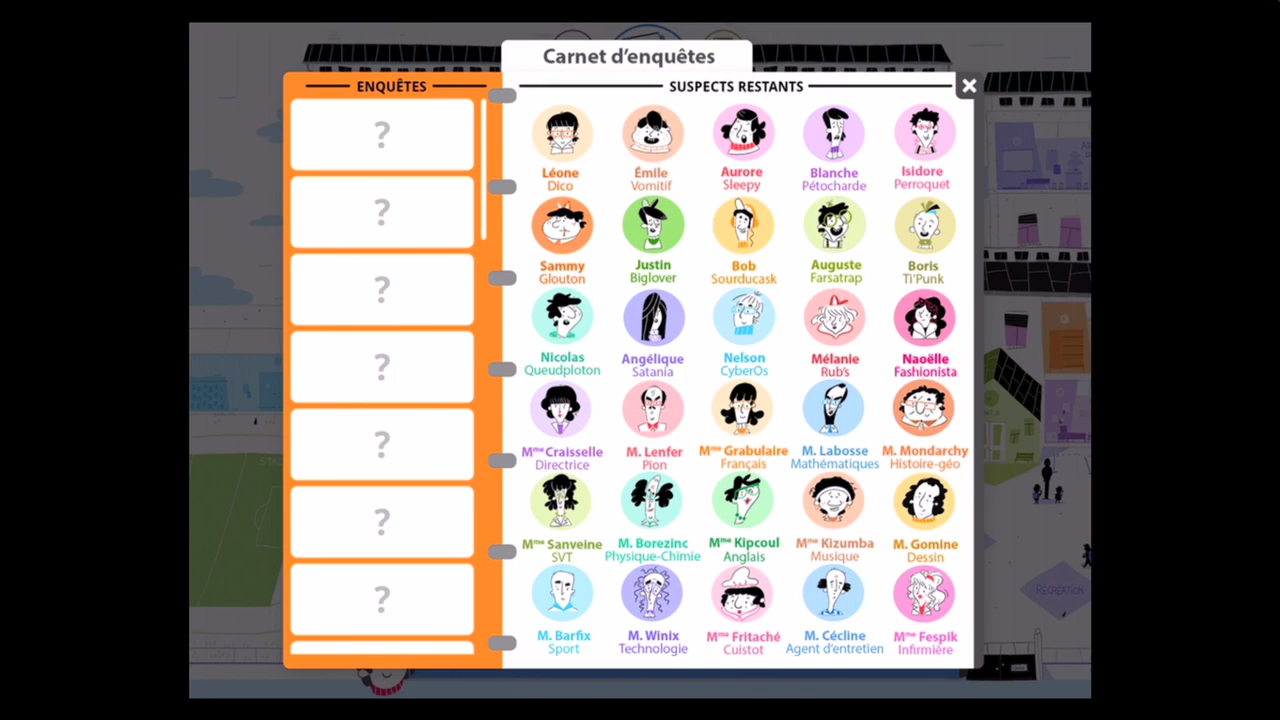 Carnet d'enquêtes
ENQUÊTES
?
?
?
?
?
?
?
SUSPECTS RESTANTS
Léone
Dico
Émile
Vomitif
Aurore
Sleepy
Blanche
Pétocharde
Isidore
Perroquet
Sammy
Glouton
Justin
Biglover
Bob
Sourducask
Auguste
Farsatrap
Boris
Ti'Punk
Nicolas
Queudploton
Angélique
Satania
Nelson
CyberOs
Mélanie
Rub's
Naoëlle
Fashionista
Mme Craisselle
Directrice
M. Lenfer
Pion
Mme Grabulaire
Français
M. Labosse
Mathématiques
M. Mondarchy
Histoire-géo
Mme Sanveine
SVT
M. Borezinc
Physique-Chimie
Mme Kipcoul
Anglais
Mme Kizumba
Musique
M. Gomine
Dessin
M. Barfix
Sport
M. Winix
Technologie
Mme Fritaché
Cuistot
M. Cécline
Agent d'entretien
Mme Fespik
Infirmière
RÉCRÉATION